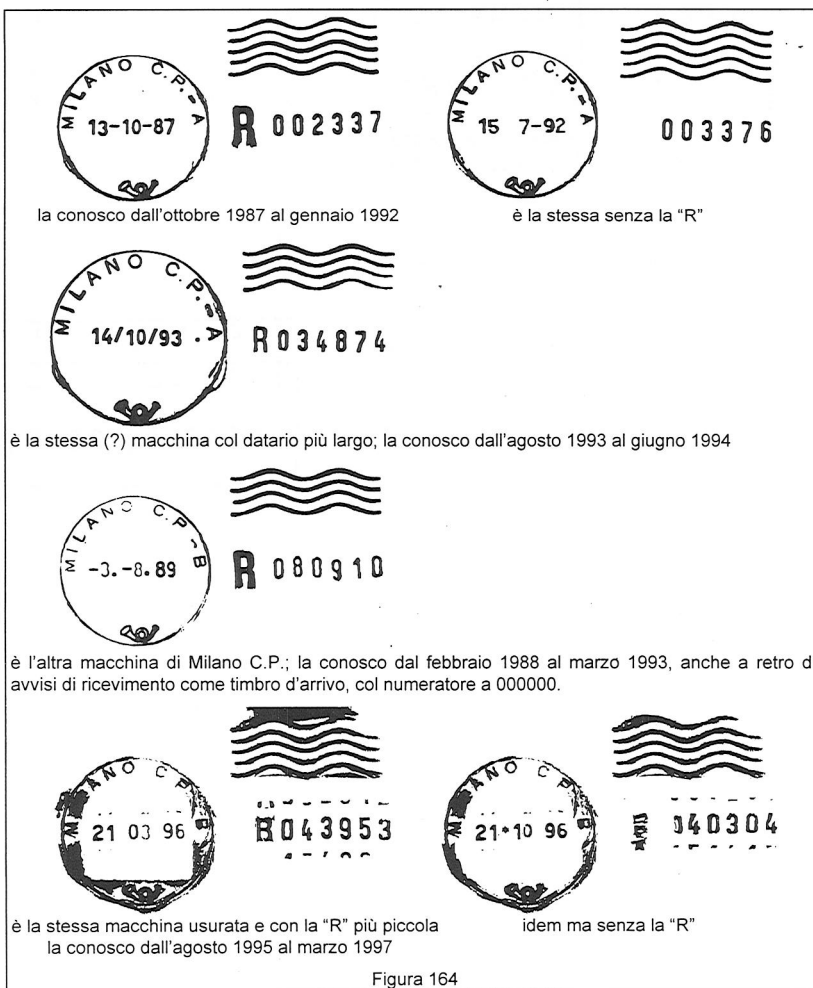 MILANO C.P.-A
13-10-87
R 002337
la conosco dall'ottobre 1987 al gennaio 1992
MILANO C.P.-A
15 7-92
003376
è la stessa senza la "R"
MILANO C.P.-A
14/10/93 .
R034874
è la stessa (?) macchina col datario più largo; la conosco dall'agosto 1993 al giugno 1994
MILANO C.P-B
-3.-8.89
R 080910
è l'altra macchina di Milano C.P.; la conosco dal febbraio 1988 al marzo 1993, anche a retro d
avvisi di ricevimento come timbro d'arrivo, col numeratore a 000000.
ANO C P B
21 03 96
R043953
è la stessa macchina usurata e con la "R" più piccola
la conosco dall'agosto 1995 al marzo 1997
ANO C P B
21•10 96
040304
idem ma senza la "R"
Figura 164